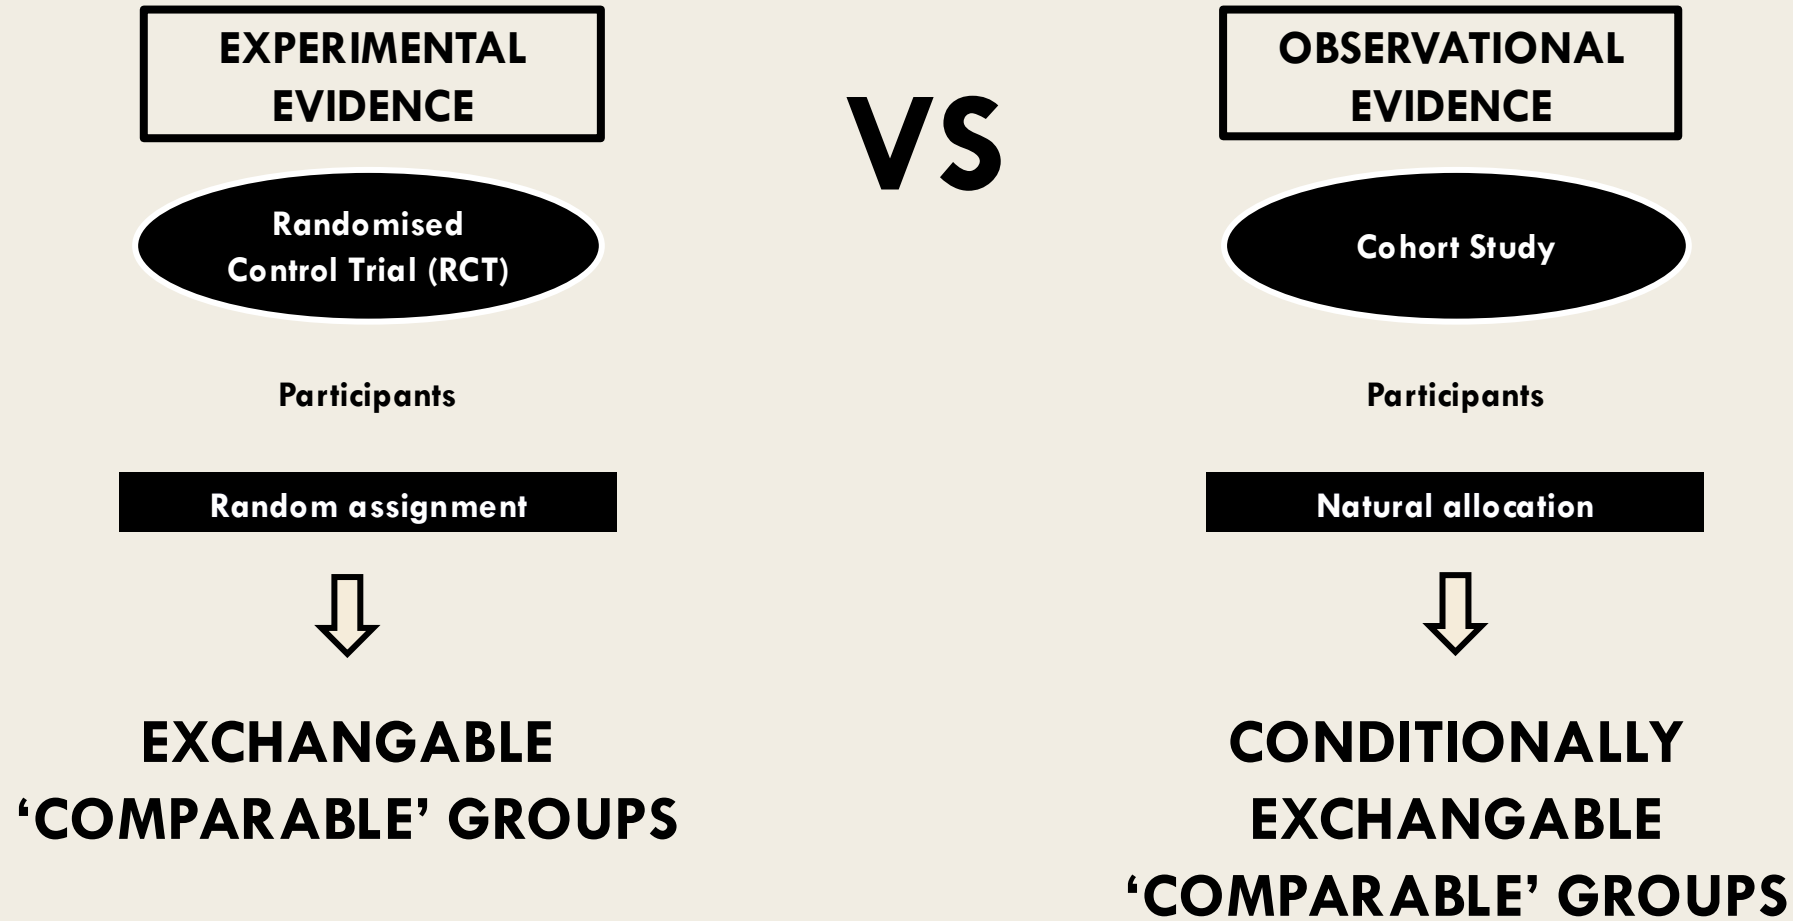 EXPERIMENTAL
EVIDENCE
Randomised
Control Trial (RCT)
Participants
Random assignment
EXCHANGABLE
‘COMPARABLE’ GROUPS
VS
OBSERVATIONAL
EVIDENCE
Cohort Study
Participants
Natural allocation
CONDITIONALLY
EXCHANGABLE
‘COMPARABLE’ GROUPS